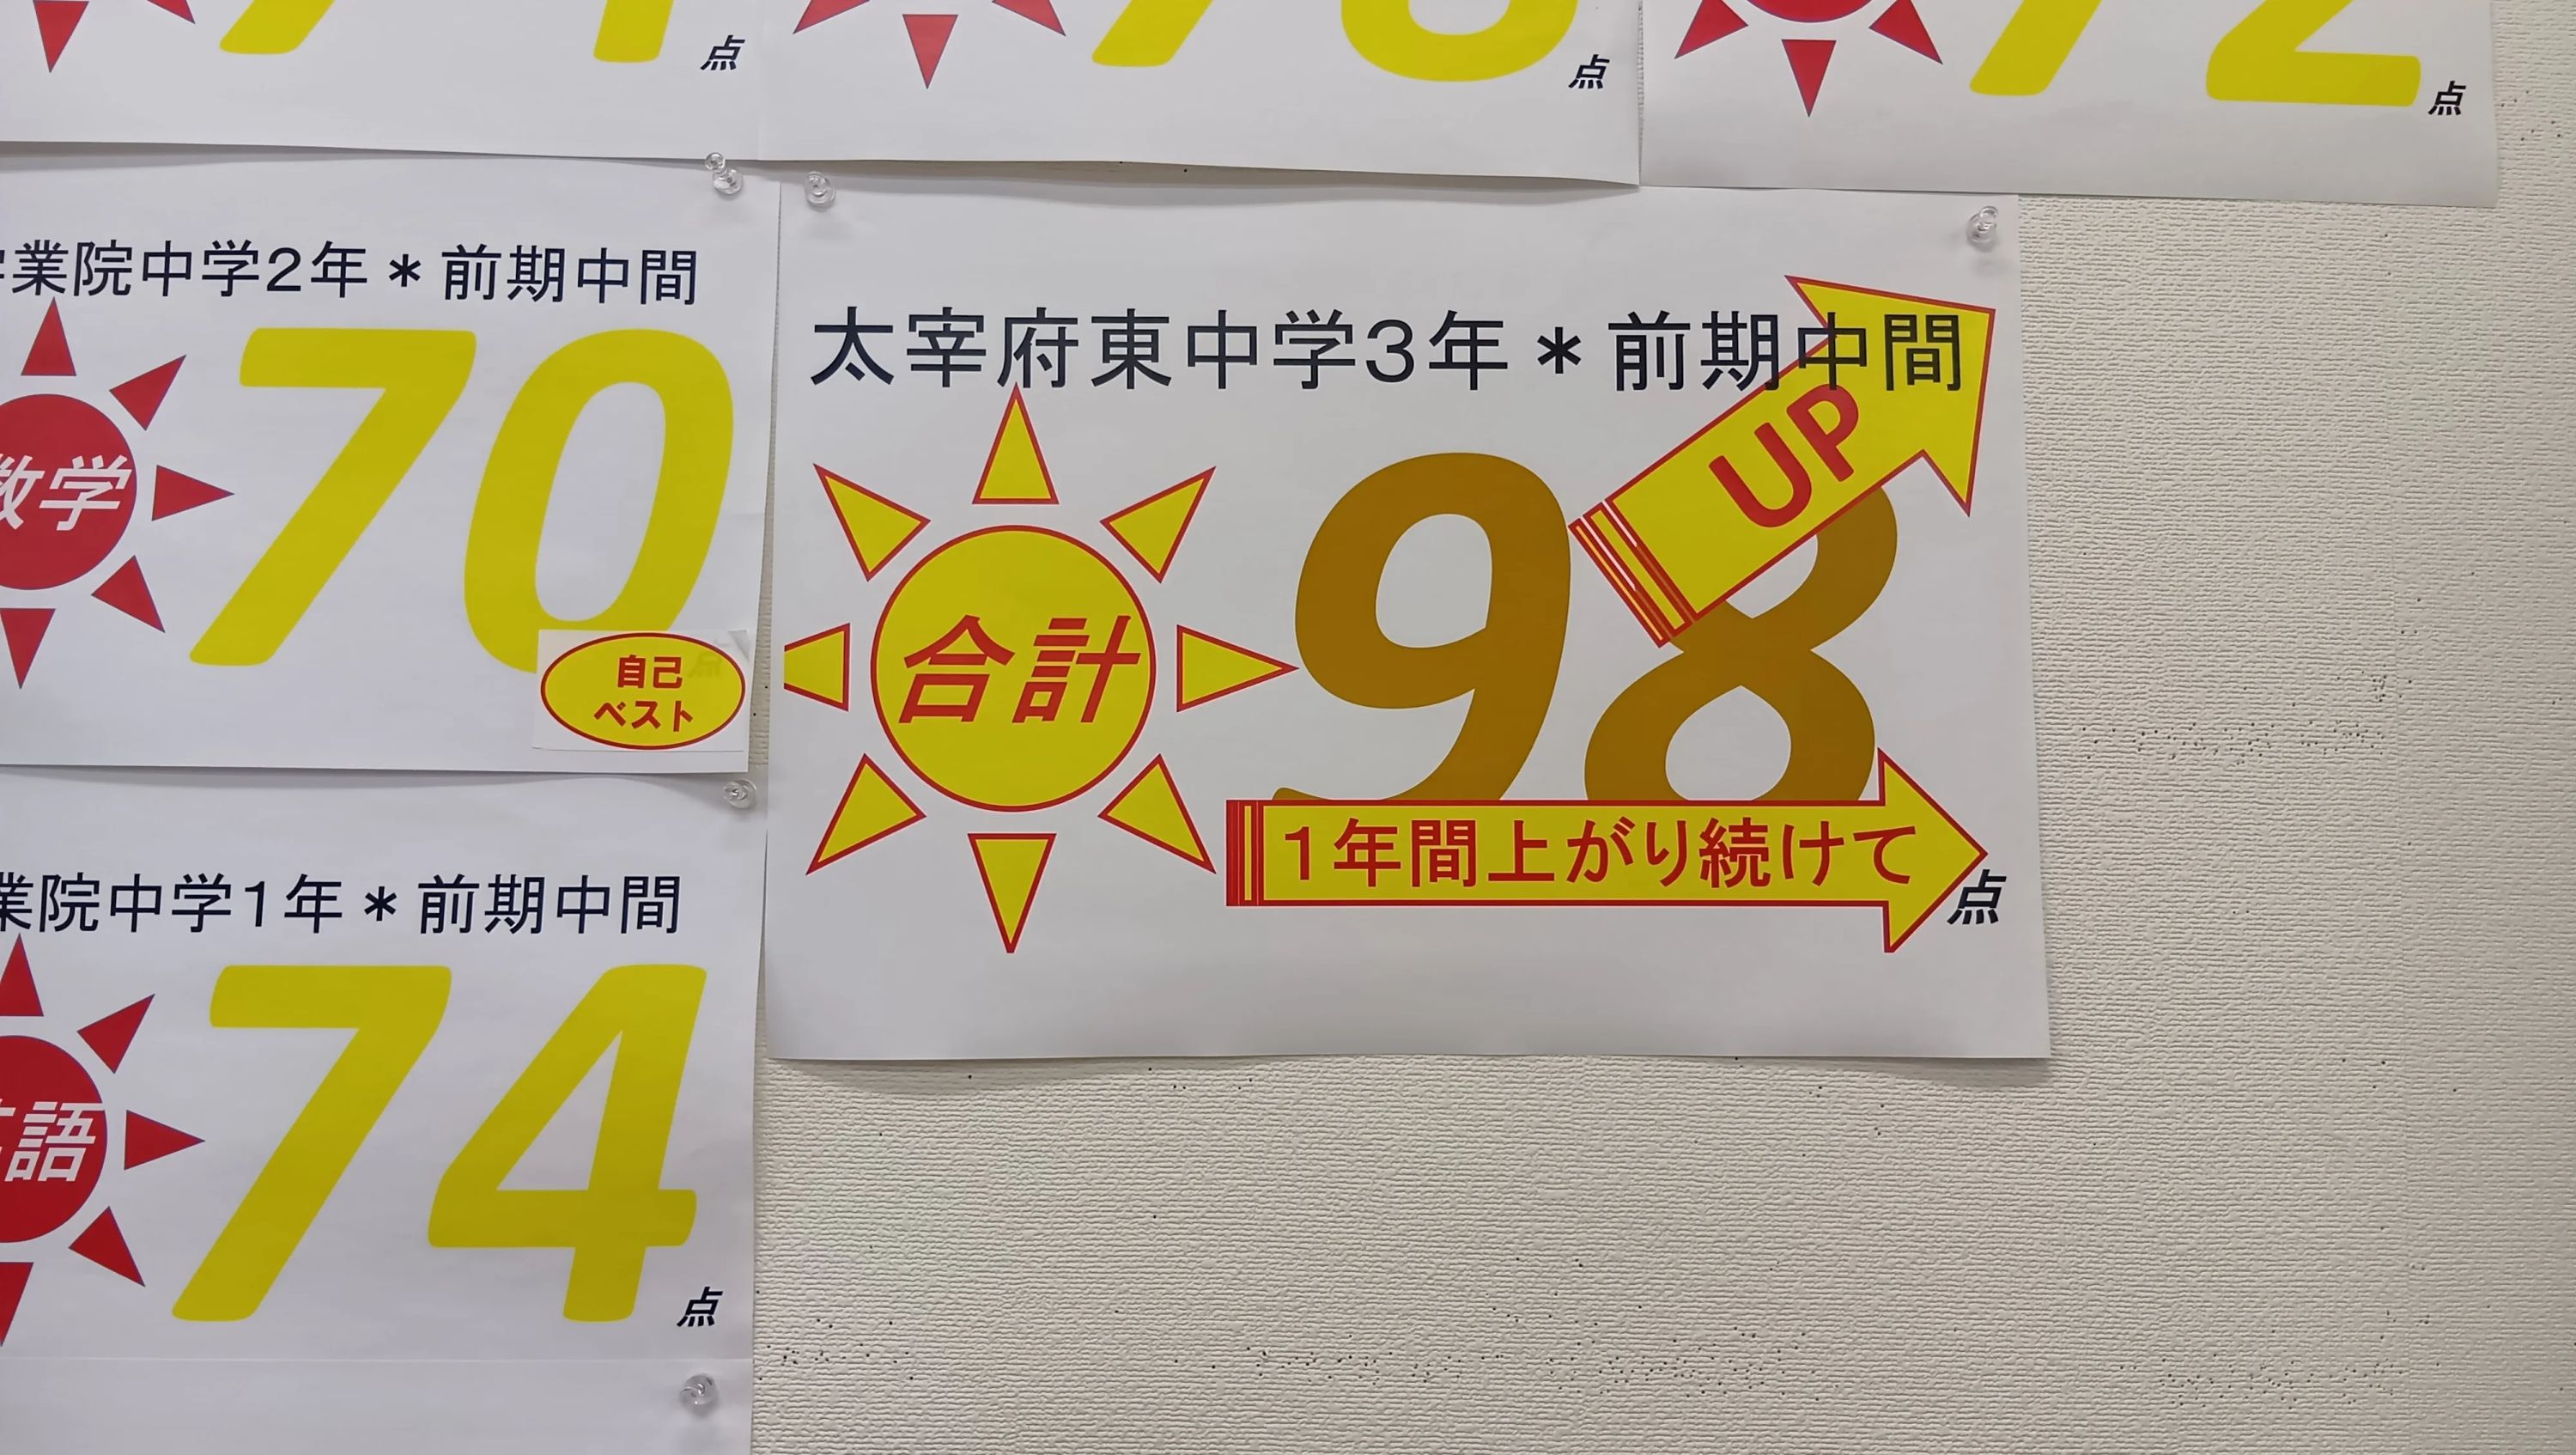 点
点
点
業院中学2年＊前期中間
数学
70
自己
ベスト
太宰府東中学3年＊前期中間
UP
合計
98
1年間上がり続けて
点
業院中学1年＊前期中間
語
74
点